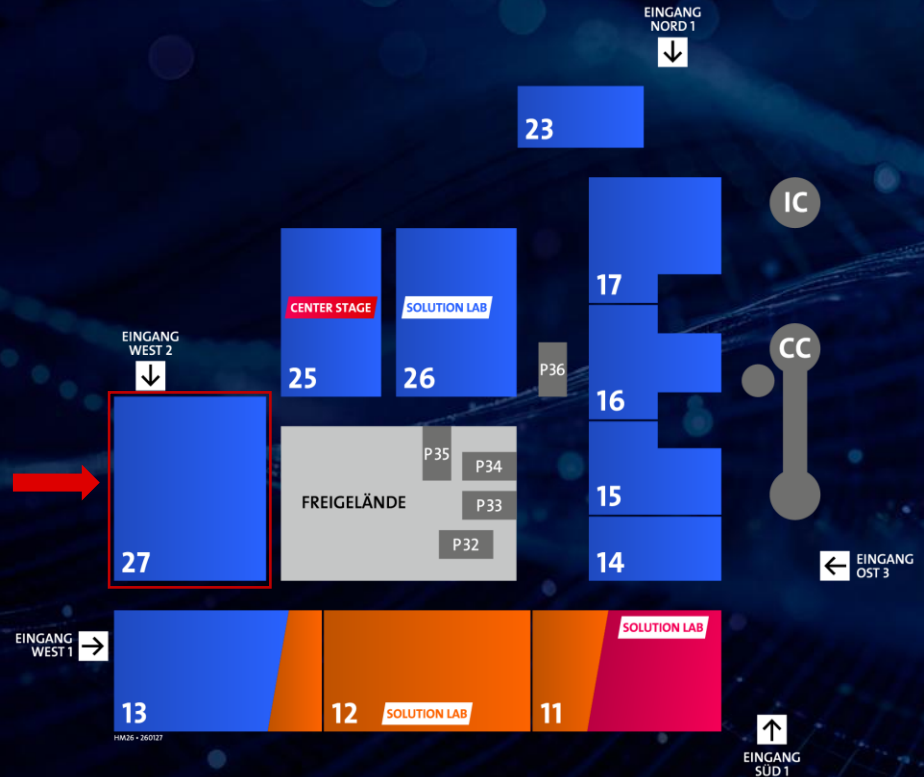 EINGANG
NORD 1
23
IC
17
CENTER STAGE
SOLUTION LAB
EINGANG
WEST 2
CC
P36
25
26
16
P35
P34
FREIGELÄNDE
P33
15
P32
27
14
EINGANG
OST 3
EINGANG
WEST 1
SOLUTION LAB
13
12
SOLUTION LAB
11
HM26 • 260127
EINGANG
SÜD 1